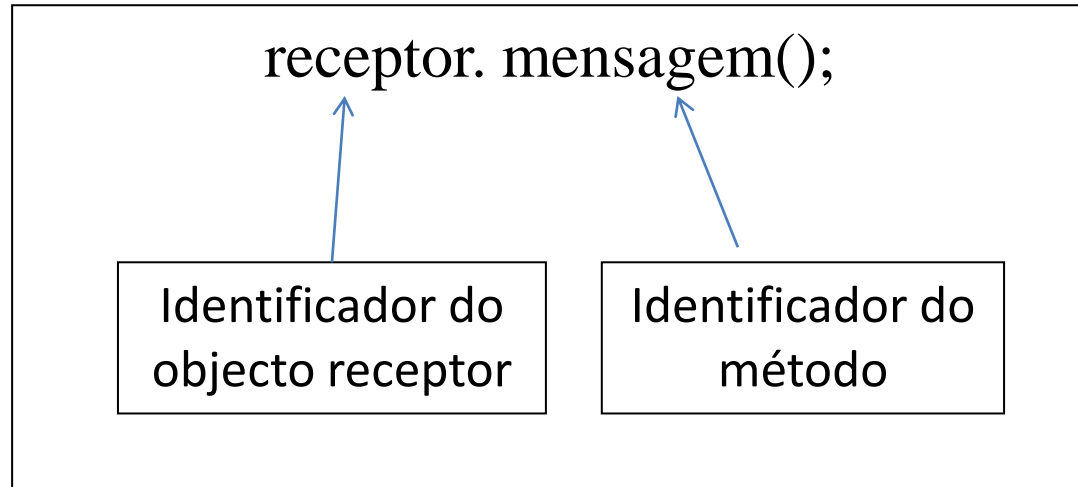 receptor. mensagem();
Identificador do
objecto receptor
Identificador do
método